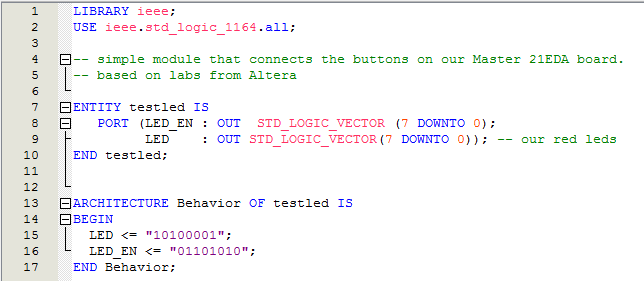 1 LIBRARY ieee;
2 USE ieee.std_logic_1164.all;
3
4 -- simple module that connects the buttons on our Master 21EDA board.
5 -- based on labs from Altera
6
7 ENTITY testled IS
8 PORT (LED_EN : OUT STD_LOGIC_VECTOR (7 DOWNTO 0);
9 LED : OUT STD_LOGIC_VECTOR(7 DOWNTO 0)); -- our red leds
10 END testled;
11
12
13 ARCHITECTURE Behavior OF testled IS
14 BEGIN
15 LED <= "10100001";
16 LED_EN <= "01101010";
17 END Behavior;